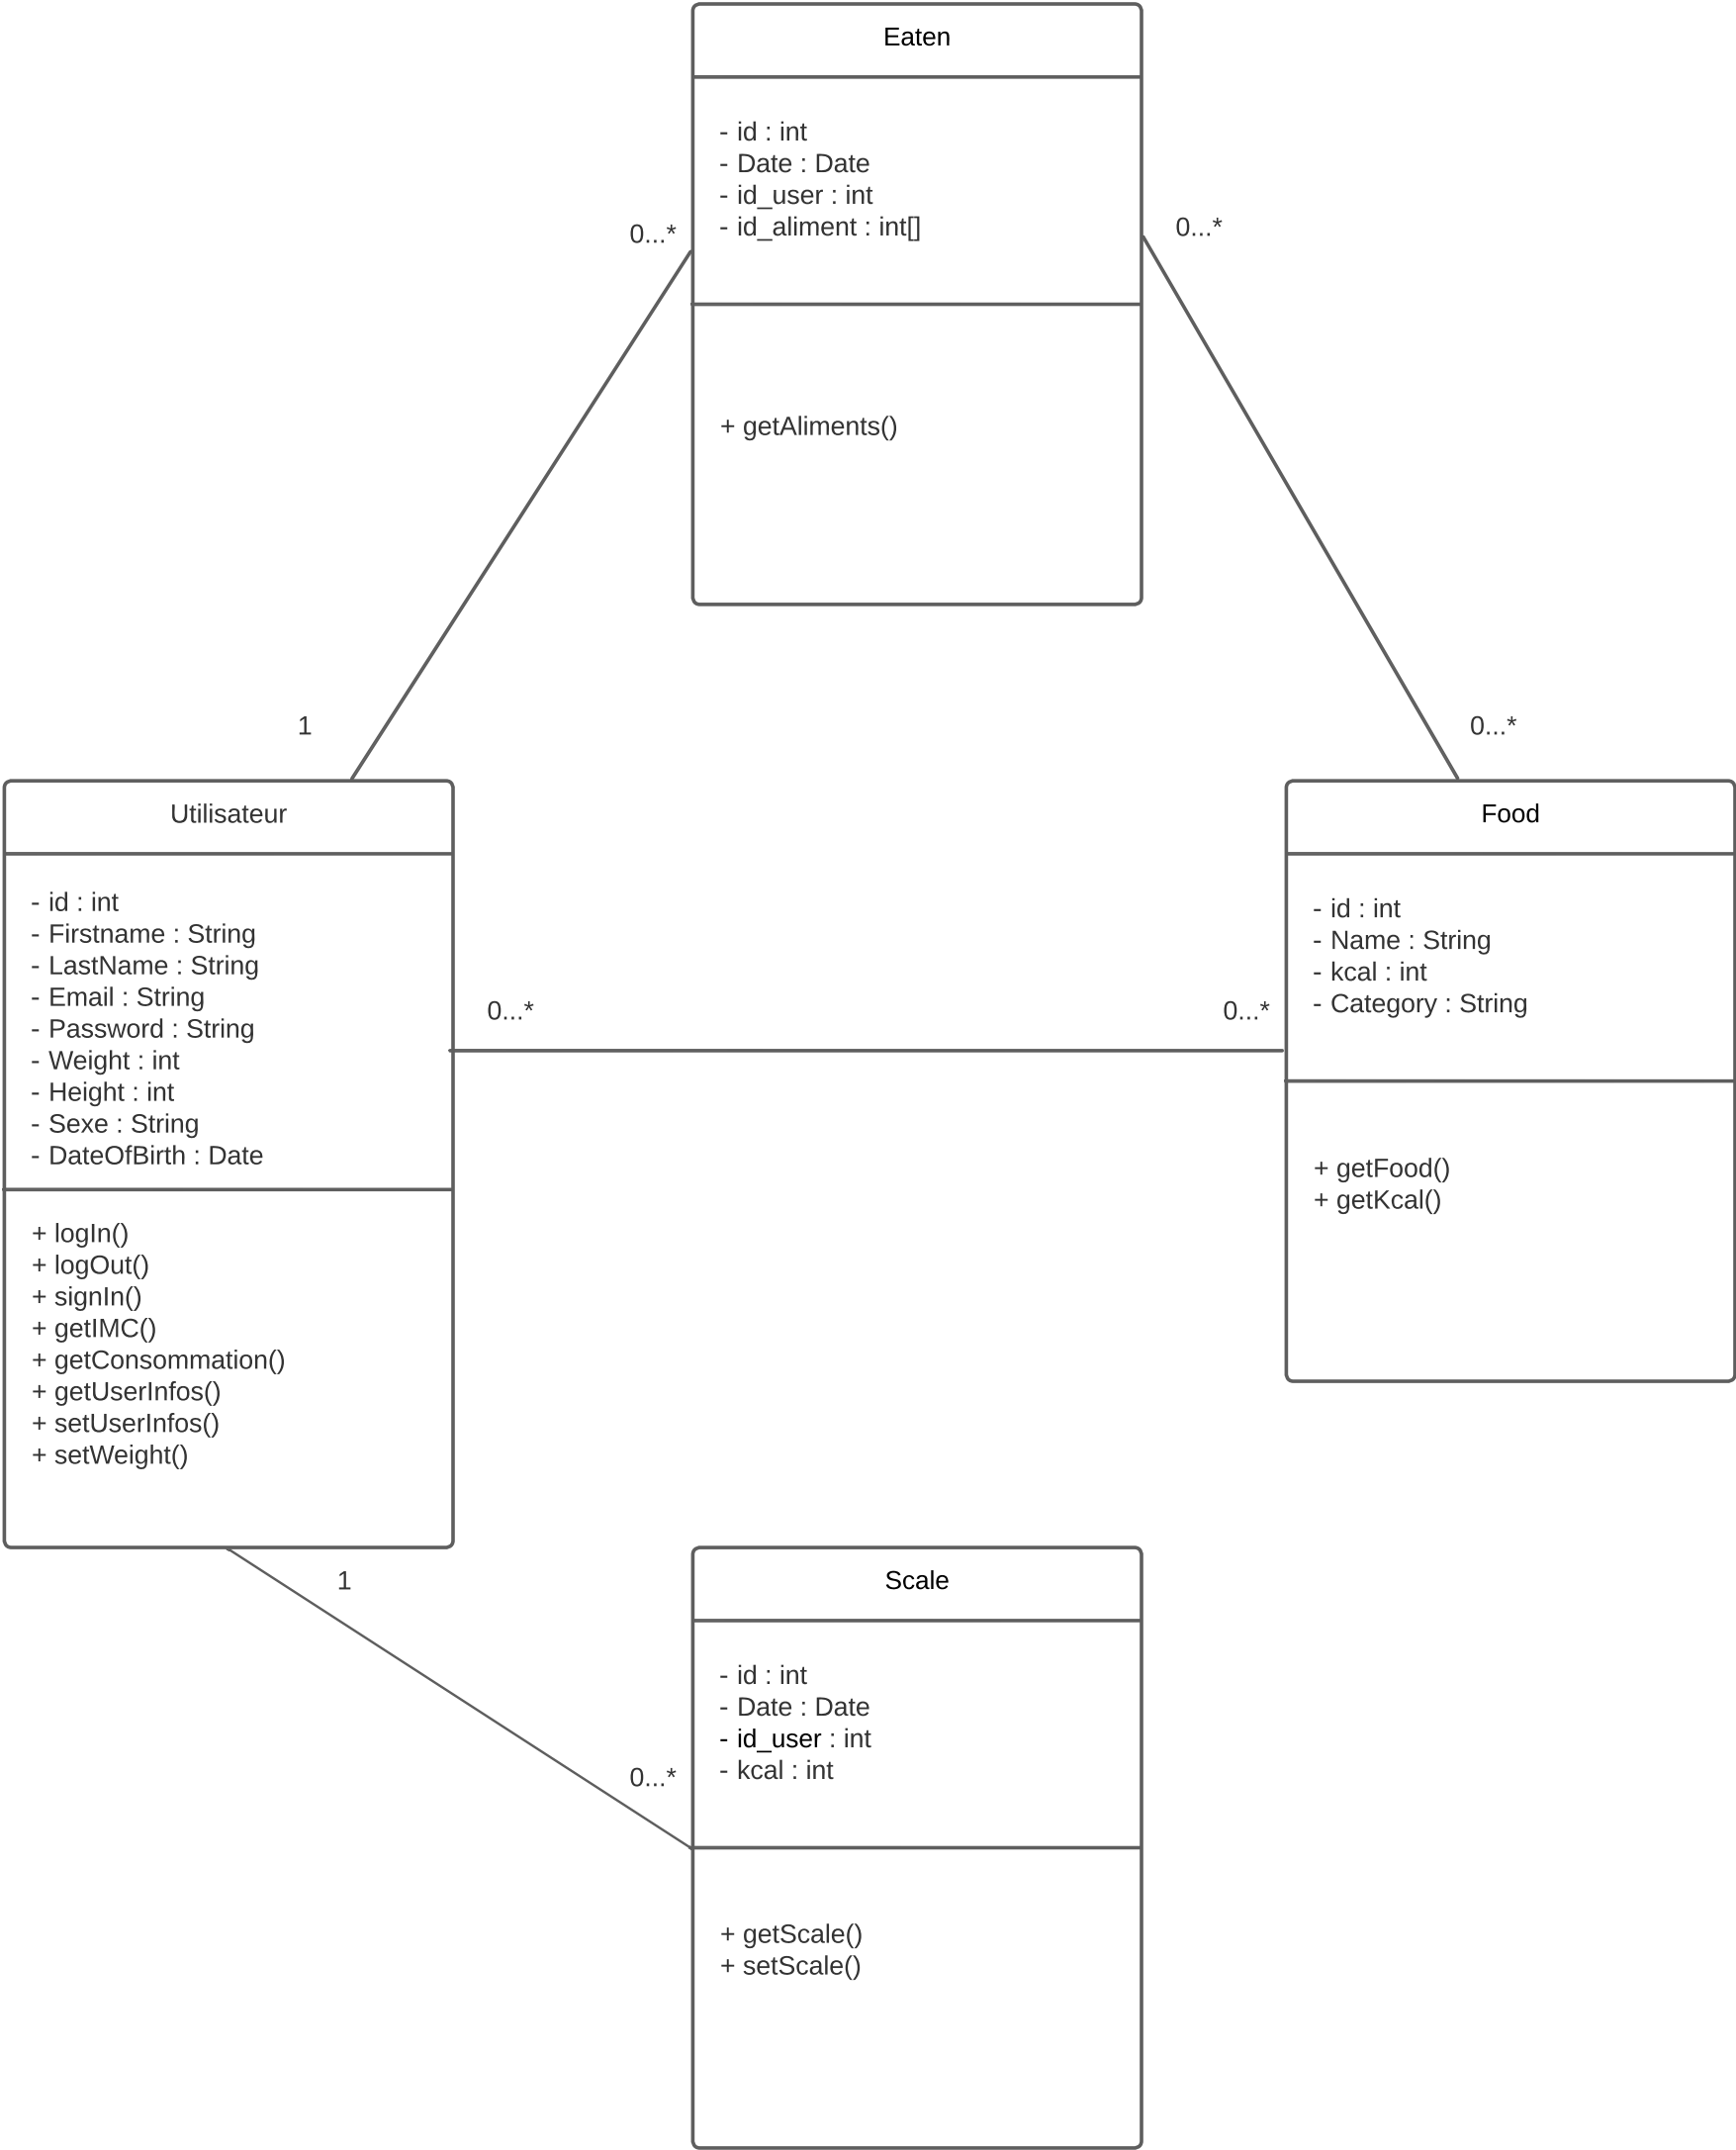 Eaten
- id : int
- Date : Date
- id_user : int
- id_aliment : int[]
+ getAliments()
0...*
0...*
1
0...*
Utilisateur
- id : int
- Firstname : String
- LastName : String
- Email : String
- Password : String
- Weight : int
- Height : int
- Sexe : String
- DateOfBirth : Date
+ logIn()
+ logOut()
+ signIn()
+ getIMC()
+ getConsommation()
+ getUserInfos()
+ setUserInfos()
+ setWeight()
0...*
0...*
Food
- id : int
- Name : String
- kcal : int
- Category : String
+ getFood()
+ getKcal()
1
0...*
Scale
- id : int
- Date : Date
- id_user : int
- kcal : int
+ getScale()
+ setScale()